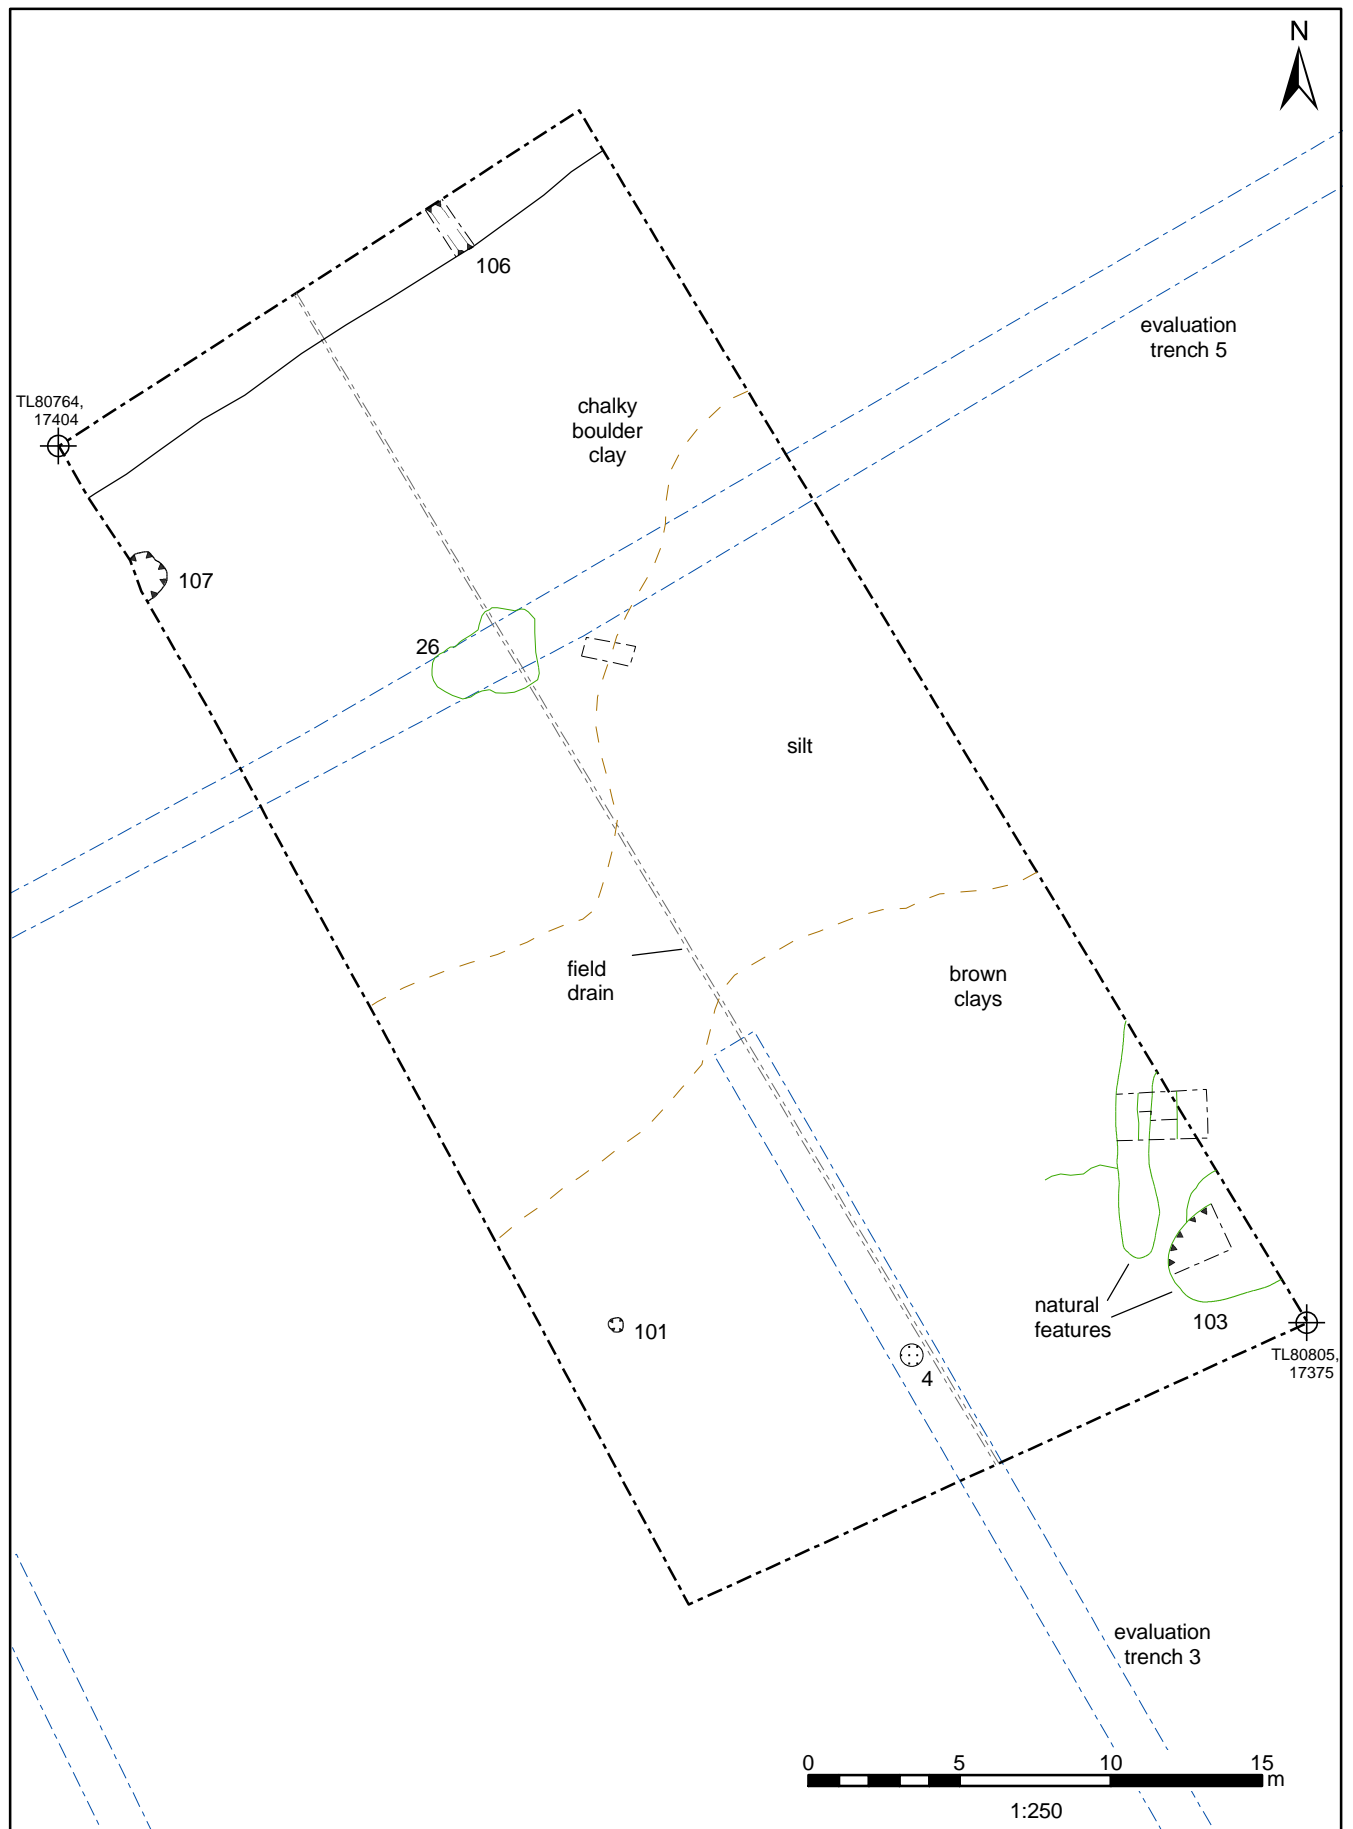 N
106
evaluation
trench 5
TL80764,
17404
chalky
boulder
clay
107
26
silt
field
drain
brown
clays
natural
features
103
101
TL80805,
17375
4
evaluation
trench 3
0 5 10 15
m
1:250